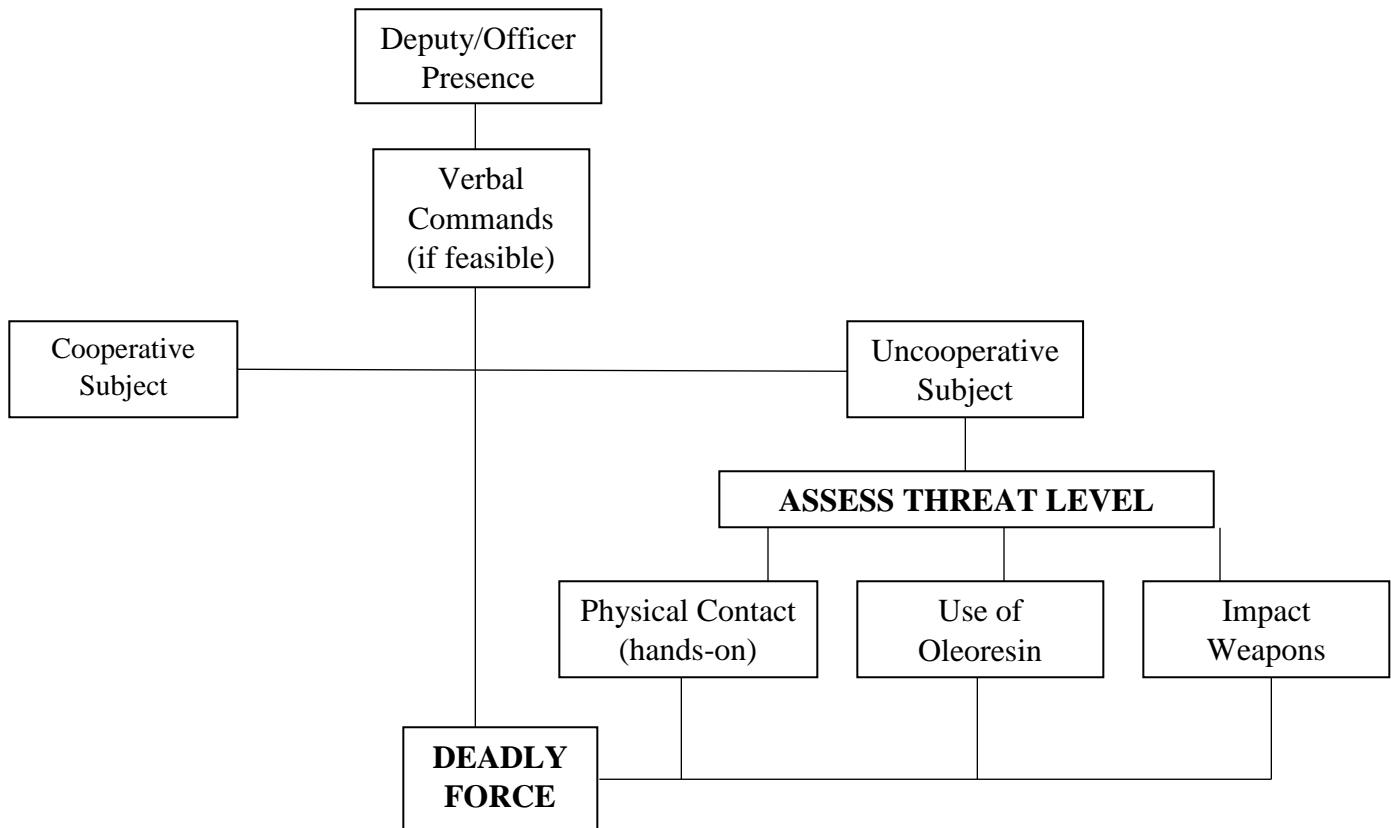 Deputy/Officer
Presence
Verbal
Commands
(if feasible)
Cooperative
Subject
Uncooperative
Subject
ASSESS THREAT LEVEL
Physical Contact
(hands-on)
Use of
Oleoresin
Impact
Weapons
DEADLY
FORCE